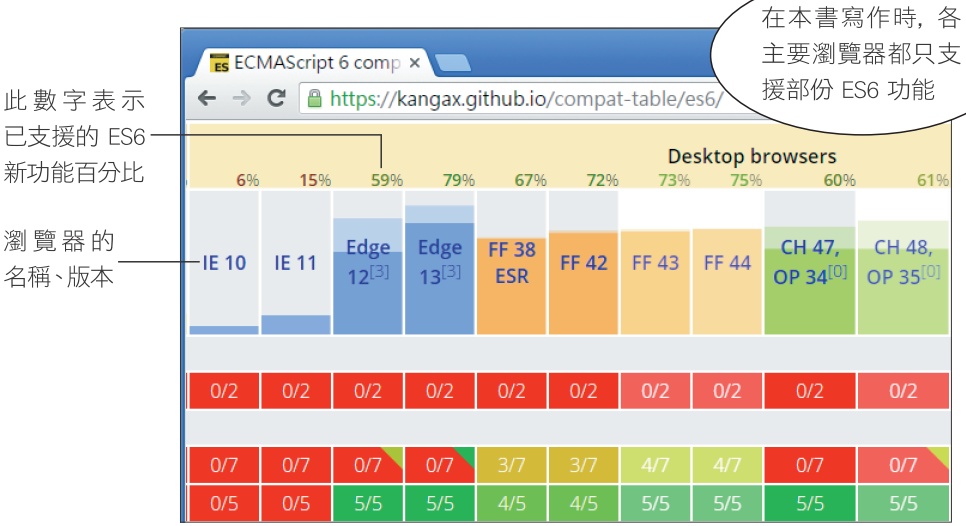 在本書寫作時, 各
主要瀏覽器都只支
援部份 ES6 功能
ES ECMAScript 6 comp ×
https://kangax.github.io/compat-table/es6/
此數字表示
已支援的 ES6
新功能百分比
瀏覽器的
名稱、版本
Desktop browsers
6% 15% 59% 79% 67% 72% 73% 75% 60% 61%
IE 10 IE 11 Edge 12[3] Edge 13[3] FF 38 ESR FF 42 FF 43 FF 44 CH 47, OP 34[0] CH 48, OP 35[0]
0/2 0/2 0/2 0/2 0/2 0/2 0/2 0/2 0/2 0/2
0/7 0/7 0/7 0/7 3/7 3/7 4/7 4/7 0/7 0/7
0/5 0/5 5/5 5/5 4/5 4/5 5/5 5/5 5/5 5/5